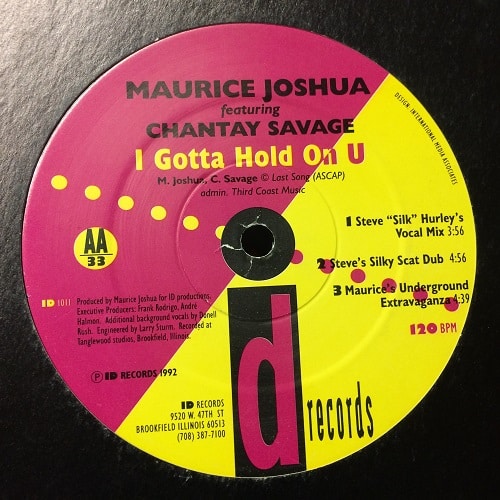 MAURICE JOSHUA
featuring
CHANTAY SAVAGE
I Gotta Hold On U
M. Joshua, C. Savage © Last Song (ASCAP)
admin. Third Coast Music
DESIGN: INTERNATIONAL MEDIA ASSOCIATES
AA
33
1 Steve "Silk" Hurley's
Vocal Mix 3:56
2 Steve's Silky Scat Dub 4:56
3 Maurice's Underground
Extravaganza 4:39
120 BPM
ID 1011
Produced by Maurice Joshua for ID productions.
Executive Producers: Frank Rodrigo, Andre
Halmon. Additional background vocals by Donell
Rush. Engineered by Larry Sturm. Recorded at
Tanglewood studios, Brookfield, Illinois.
Ⓟ ID RECORDS 1992
ID RECORDS
9520 W. 47TH ST
BROOKFIELD ILLINOIS 60513
(708) 387-7100
id records